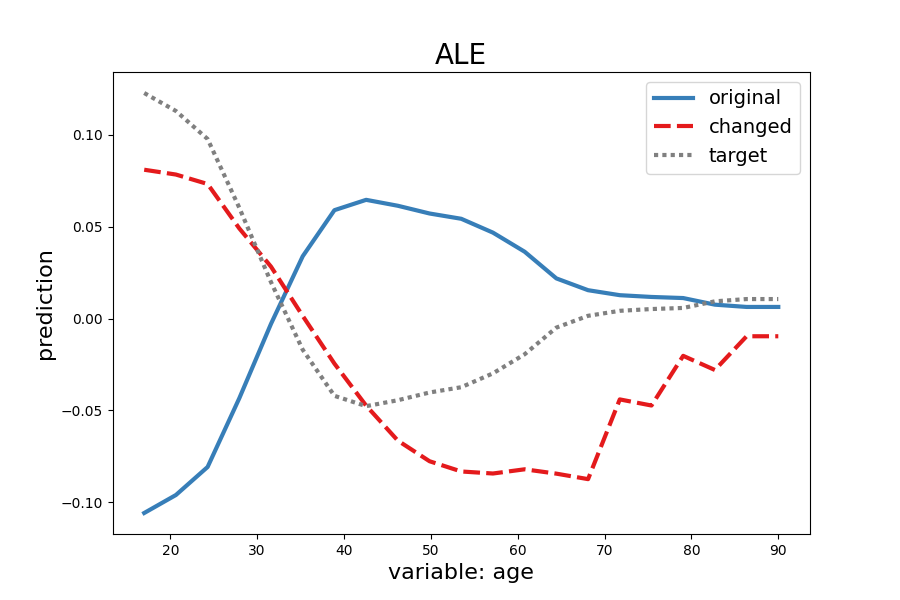 ALE
original
changed
target
prediction
0.10
0.05
0.00
−0.05
−0.10
20 30 40 50 60 70 80 90
variable: age